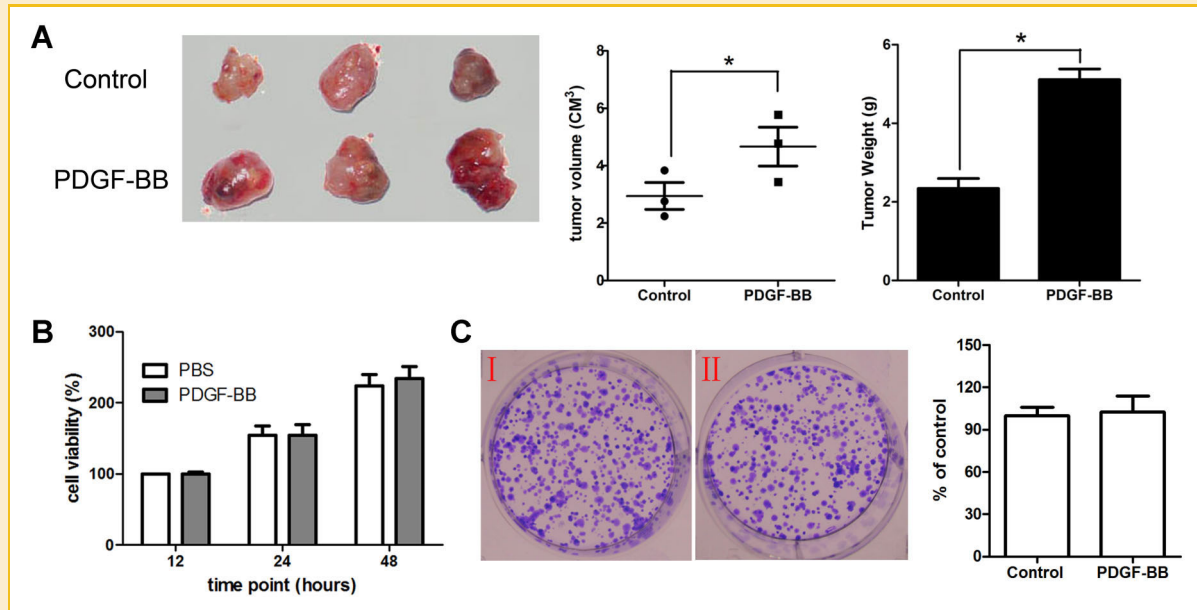 A
Control
PDGF-BB
tumor volume (CM³)
8
6
4
2
0
*
Control
PDGF-BB
Tumor Weight (g)
6
4
2
0
*
Control
PDGF-BB
B
cell viability (%)
300
200
100
0
PBS
PDGF-BB
12
24
48
time point (hours)
C
I
II
% of control
150
120
90
60
30
0
Control
PDGF-BB